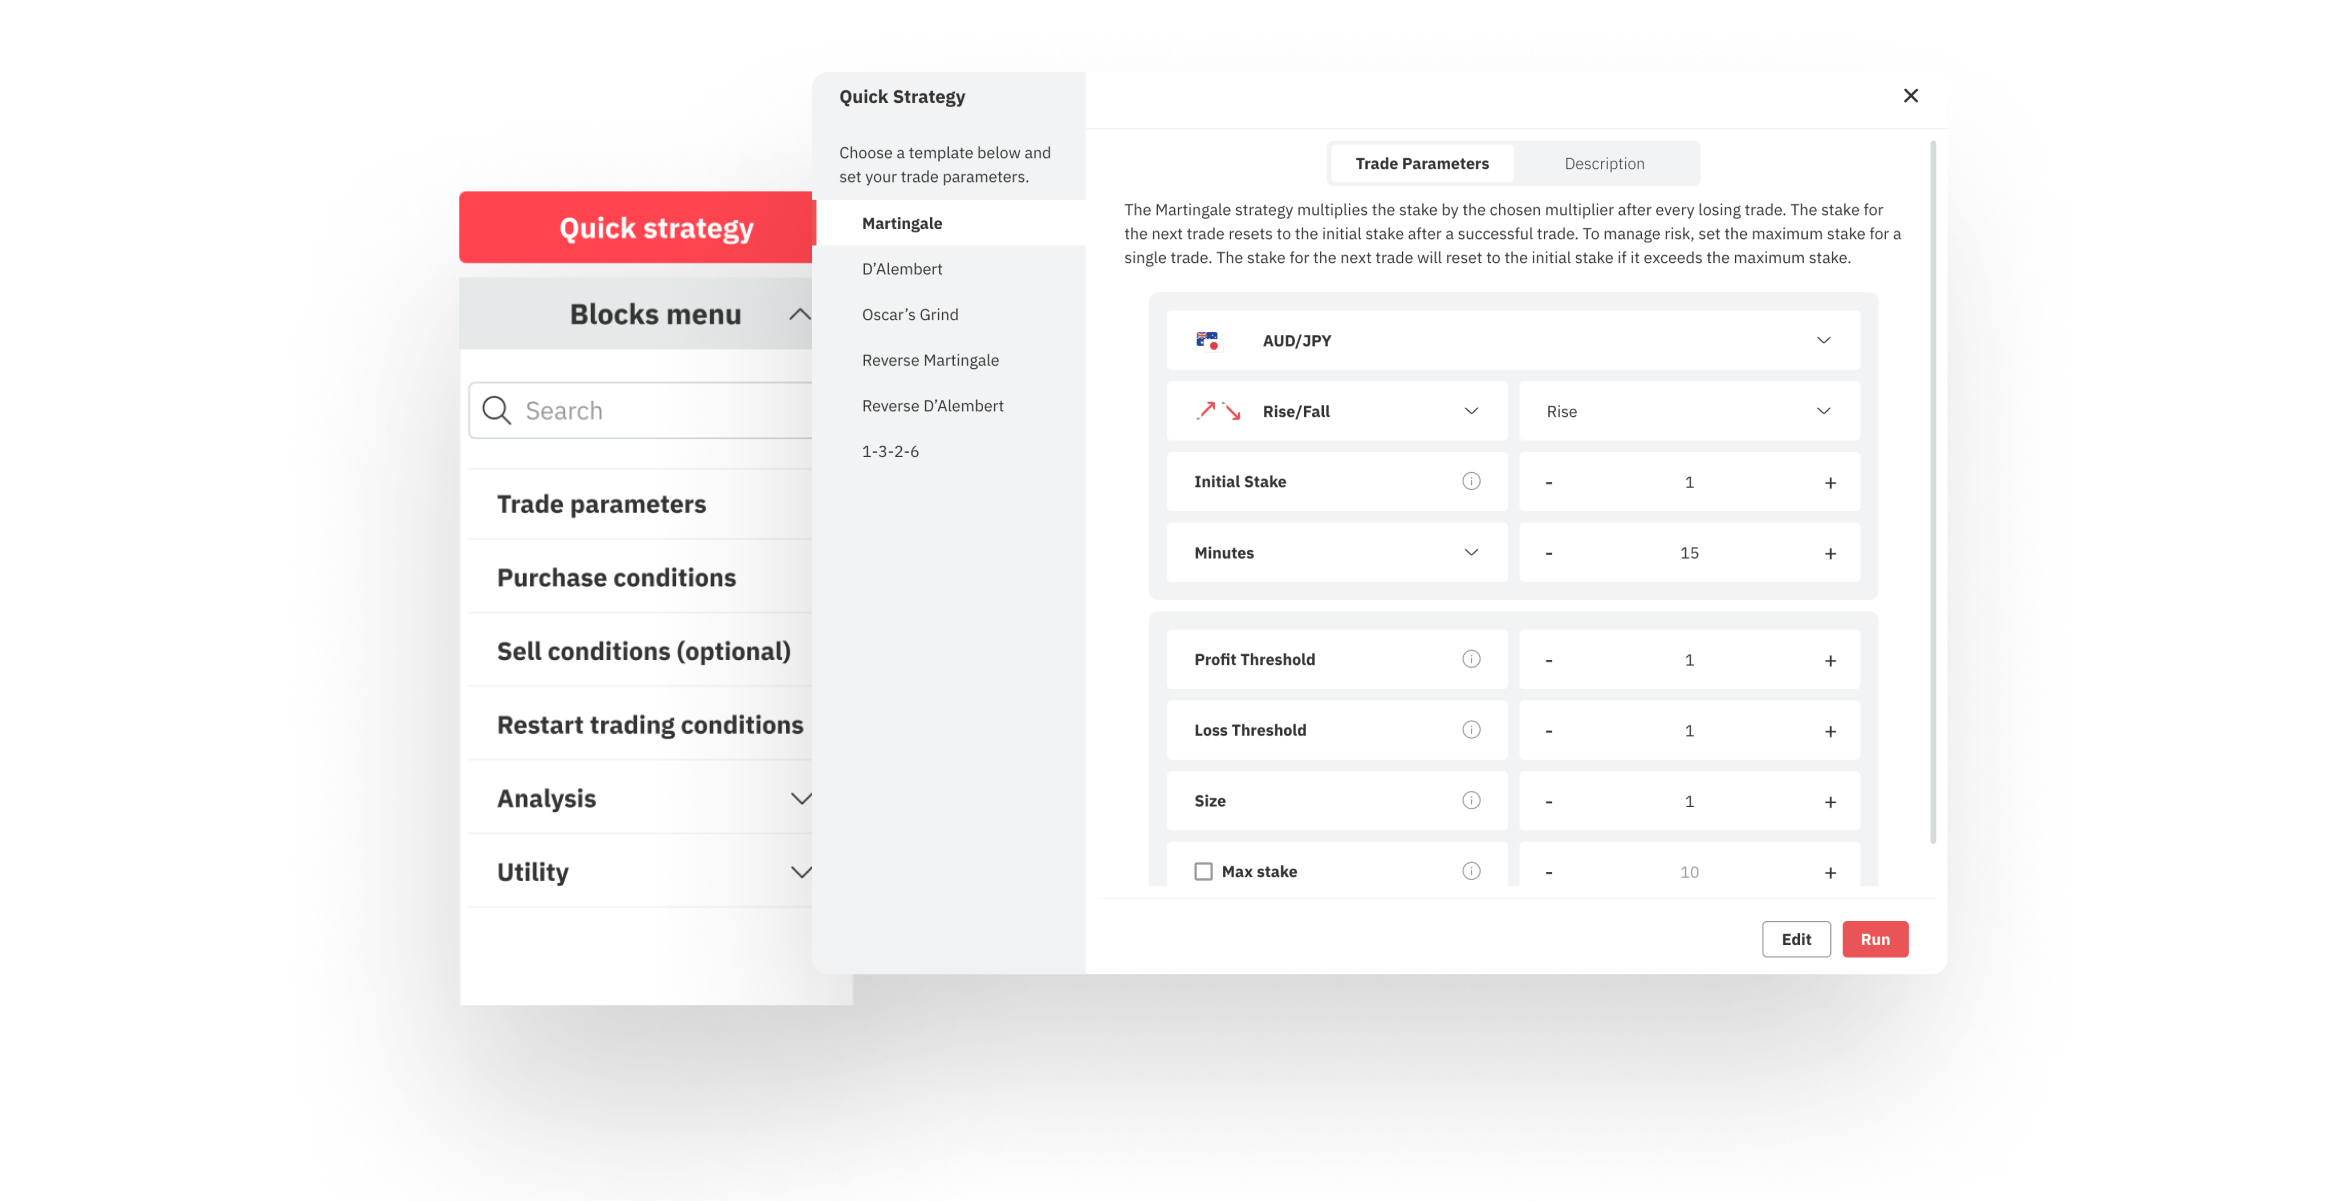 Quick strategy
Blocks menu
Search
Trade parameters
Purchase conditions
Sell conditions (optional)
Restart trading conditions
Analysis
Utility
Quick Strategy
Choose a template below and
set your trade parameters.
Martingale
D’Alembert
Oscar’s Grind
Reverse Martingale
Reverse D’Alembert
1-3-2-6
Trade Parameters Description
The Martingale strategy multiplies the stake by the chosen multiplier after every losing trade. The stake for
the next trade resets to the initial stake after a successful trade. To manage risk, set the maximum stake for a
single trade. The stake for the next trade will reset to the initial stake if it exceeds the maximum stake.
AUD/JPY
Rise/Fall Rise
Initial Stake - 1 +
Minutes - 15 +
Profit Threshold - 1 +
Loss Threshold - 1 +
Size - 1 +
Max stake - 10 +
Edit Run